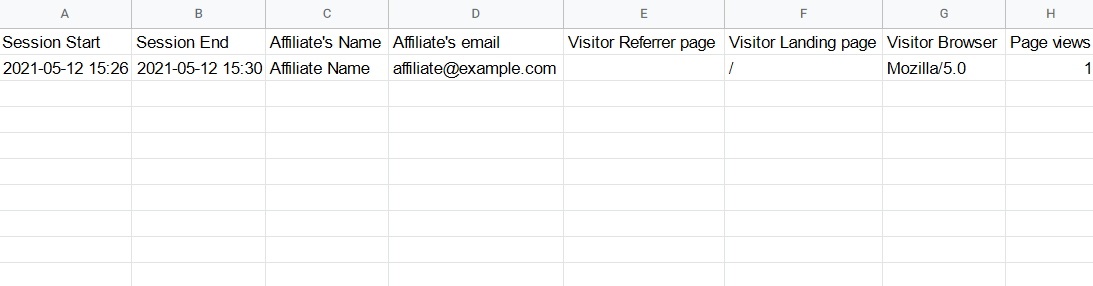 A B C D E F G H
Session Start Session End Affiliate's Name Affiliate's email Visitor Referrer page Visitor Landing page Visitor Browser Page views
2021-05-12 15:26 2021-05-12 15:30 Affiliate Name affiliate@example.com / Mozilla/5.0 1